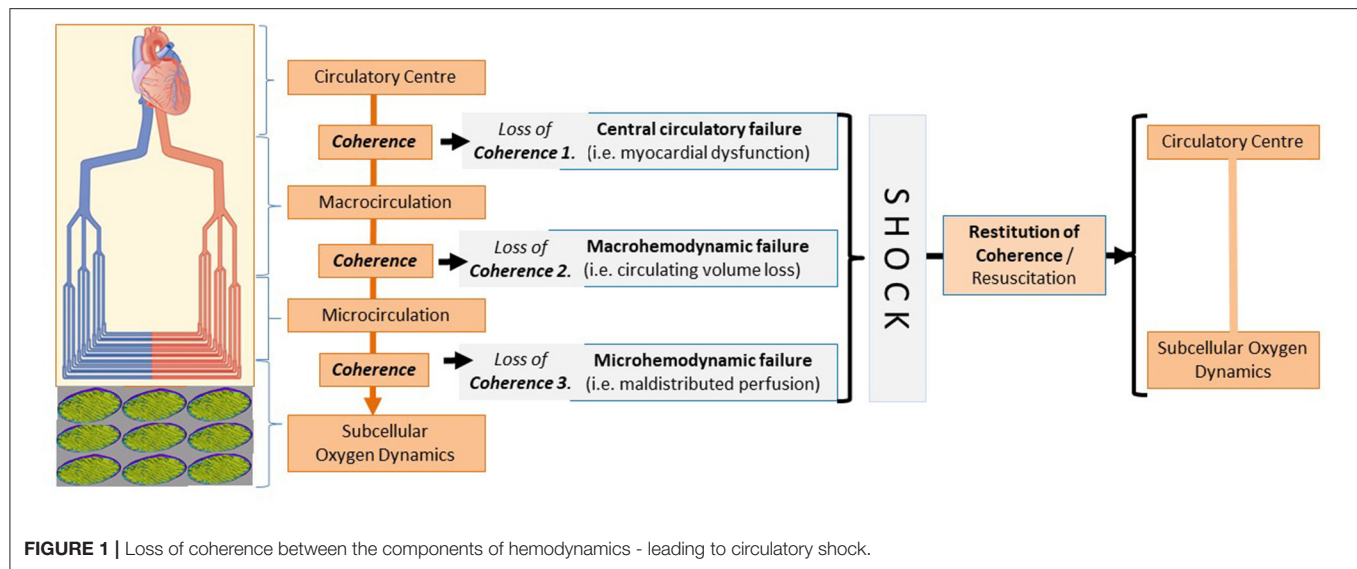 Circulatory Centre
Coherence
Macrocirculation
Coherence
Microcirculation
Coherence
Subcellular
Oxygen Dynamics
Loss of
Coherence 1.
Central circulatory failure
(i.e. myocardial dysfunction)
Loss of
Coherence 2.
Macrohemodynamic failure
(i.e. circulating volume loss)
Loss of
Coherence 3.
Microhemodynamic failure
(i.e. maldistributed perfusion)
SHOCK
Restitution of
Coherence /
Resuscitation
Circulatory Centre
Subcellular Oxygen
Dynamics
FIGURE 1 | Loss of coherence between the components of hemodynamics - leading to circulatory shock.